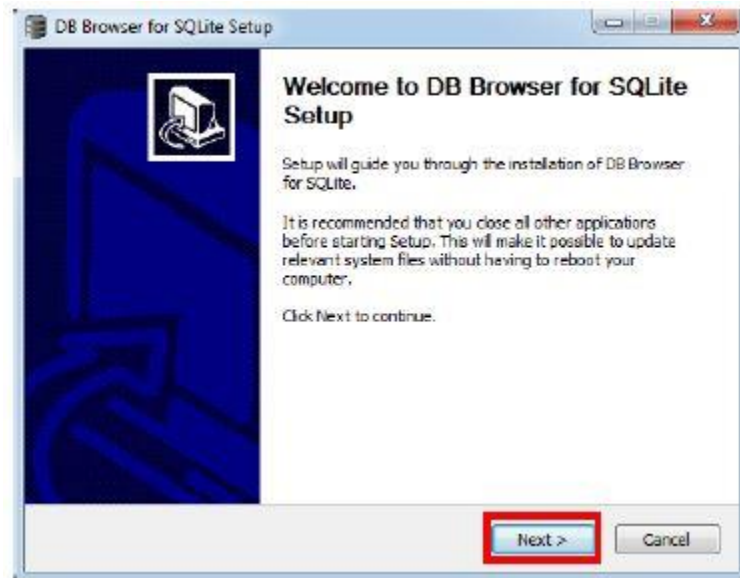 DB Browser for SQLite Setup
Welcome to DB Browser for SQLite
Setup
Setup will guide you through the installation of DB Browser
for SQLite.
It is recommended that you close all other applications
before starting Setup. This will make it possible to update
relevant system files without having to reboot your
computer.
Click Next to continue.
Next >
Cancel